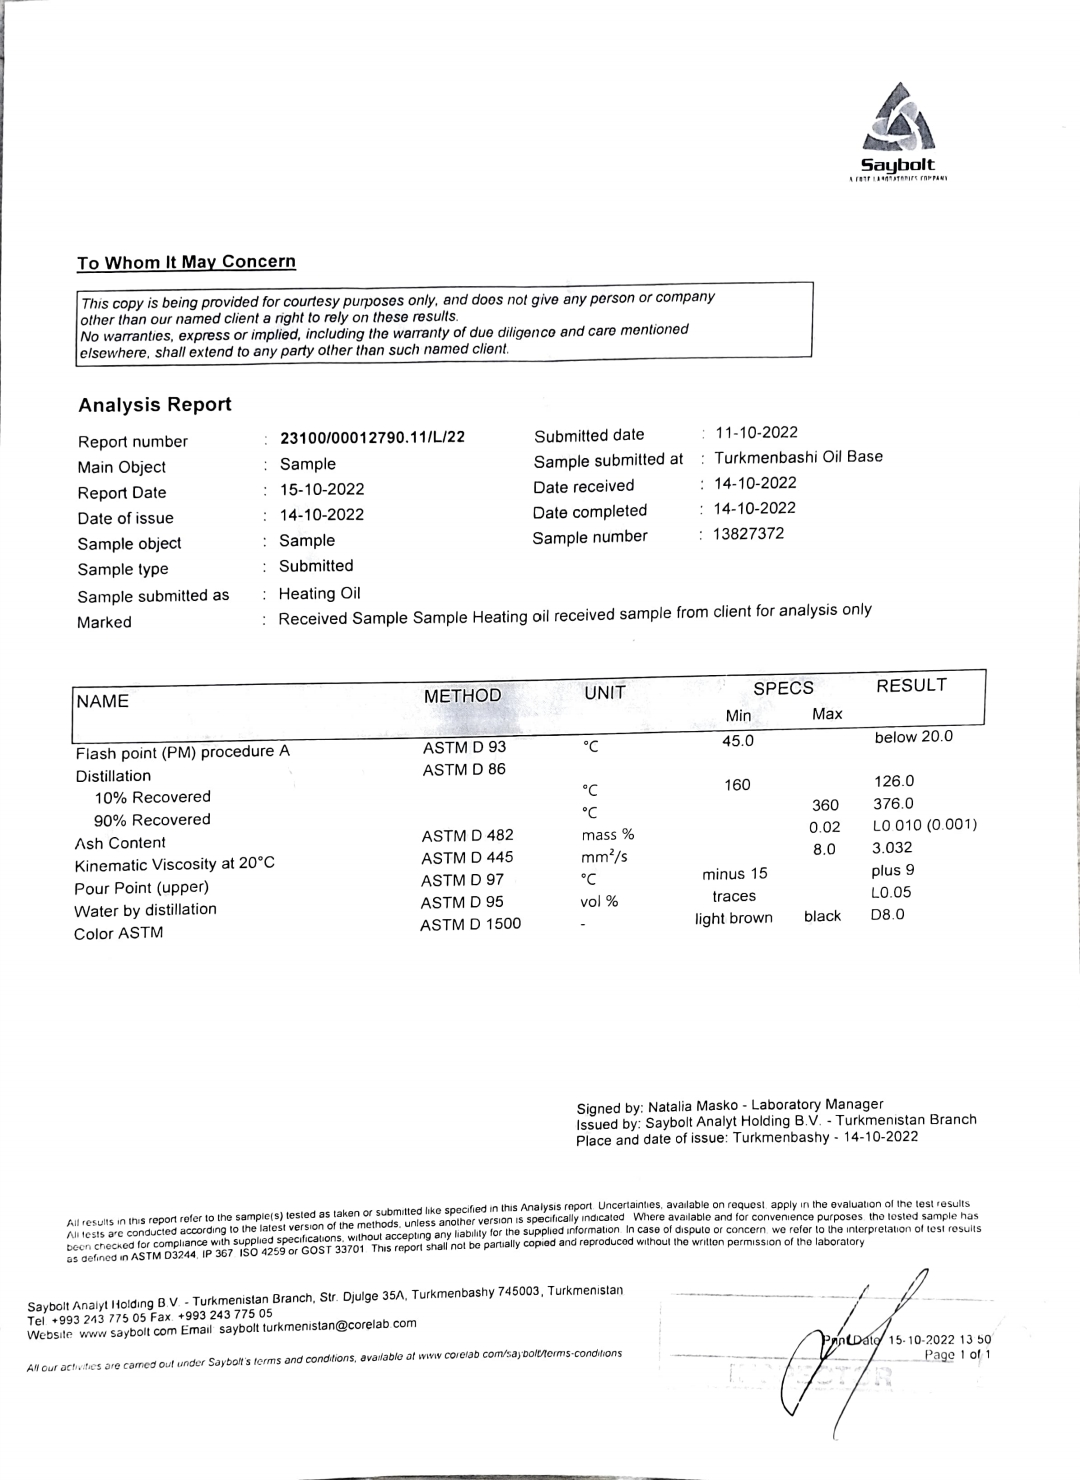 Saybolt
A CORE LABORATORIES COMPANY
To Whom It May Concern
This copy is being provided for courtesy purposes only, and does not give any person or company
other than our named client a right to rely on these results.
No warranties, express or implied, including the warranty of due diligence and care mentioned
elsewhere, shall extend to any party other than such named client.
Analysis Report
Report number : 23100/00012790.11/L/22 Submitted date : 11-10-2022
Main Object : Sample Sample submitted at : Turkmenbashi Oil Base
Report Date : 15-10-2022 Date received : 14-10-2022
Date of issue : 14-10-2022 Date completed : 14-10-2022
Sample object : Sample Sample number : 13827372
Sample type : Submitted
Sample submitted as : Heating Oil
Marked : Received Sample Sample Heating oil received sample from client for analysis only
NAME METHOD UNIT SPECS RESULT
Min Max
Flash point (PM) procedure A ASTM D 93 °C 45.0 below 20.0
Distillation ASTM D 86
10% Recovered °C 160 126.0
90% Recovered °C 360 376.0
Ash Content ASTM D 482 mass % 0.02 L0.010 (0.001)
Kinematic Viscosity at 20°C ASTM D 445 mm²/s 8.0 3.032
Pour Point (upper) ASTM D 97 °C minus 15 plus 9
Water by distillation ASTM D 95 vol % traces L0.05
Color ASTM ASTM D 1500 - light brown black D8.0
Signed by: Natalia Masko - Laboratory Manager
Issued by: Saybolt Analyt Holding B.V. - Turkmenistan Branch
Place and date of issue: Turkmenbashy - 14-10-2022
All results in this report refer to the sample(s) tested as taken or submitted like specified in this Analysis report. Uncertainties, available on request, apply in the evaluation of the test results.
All tests are conducted according to the latest version of the methods, unless another version is specifically indicated. Where available and for convenience purposes, the tested sample has
been checked for compliance with supplied specifications, without accepting any liability for the supplied information. In case of dispute or concern, we refer to the interpretation of test results
as defined in ASTM D3244, IP 367, ISO 4259 or GOST 33701. This report shall not be partially copied and reproduced without the written permission of the laboratory
Saybolt Analyt Holding B.V. - Turkmenistan Branch, Str. Djulge 35A, Turkmenbashy 745003, Turkmenistan
Tel +993 243 775 05 Fax. +993 243 775 05
Website www saybolt com Email saybolt turkmenistan@corelab.com
Print Date 15-10-2022 13 50
Page 1 of 1
All our activities are carried out under Saybolt's terms and conditions, available at www corelab com/saybolt/terms-conditions
INSPECTOR